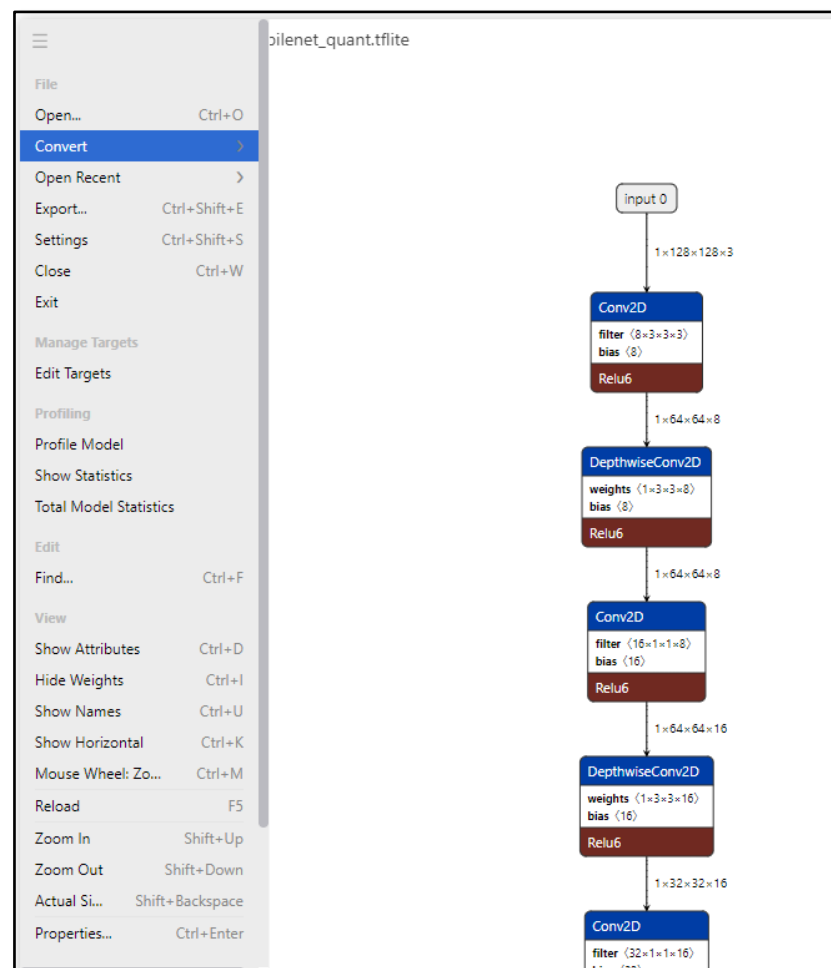 pilenet_quant.tflite
File
Open... Ctrl+O
Convert
Open Recent
Export... Ctrl+Shift+E
Settings Ctrl+Shift+S
Close Ctrl+W
Exit
Manage Targets
Edit Targets
Profiling
Profile Model
Show Statistics
Total Model Statistics
Edit
Find... Ctrl+F
View
Show Attributes Ctrl+D
Hide Weights Ctrl+I
Show Names Ctrl+U
Show Horizontal Ctrl+K
Mouse Wheel: Zo... Ctrl+M
Reload F5
Zoom In Shift+Up
Zoom Out Shift+Down
Actual Si... Shift+Backspace
Properties... Ctrl+Enter
input 0
1×128×128×3
Conv2D
filter ⟨8×3×3×3⟩
bias ⟨8⟩
Relu6
1×64×64×8
DepthwiseConv2D
weights ⟨1×3×3×8⟩
bias ⟨8⟩
Relu6
1×64×64×8
Conv2D
filter ⟨16×1×1×8⟩
bias ⟨16⟩
Relu6
1×64×64×16
DepthwiseConv2D
weights ⟨1×3×3×16⟩
bias ⟨16⟩
Relu6
1×32×32×16
Conv2D
filter ⟨32×1×1×16⟩